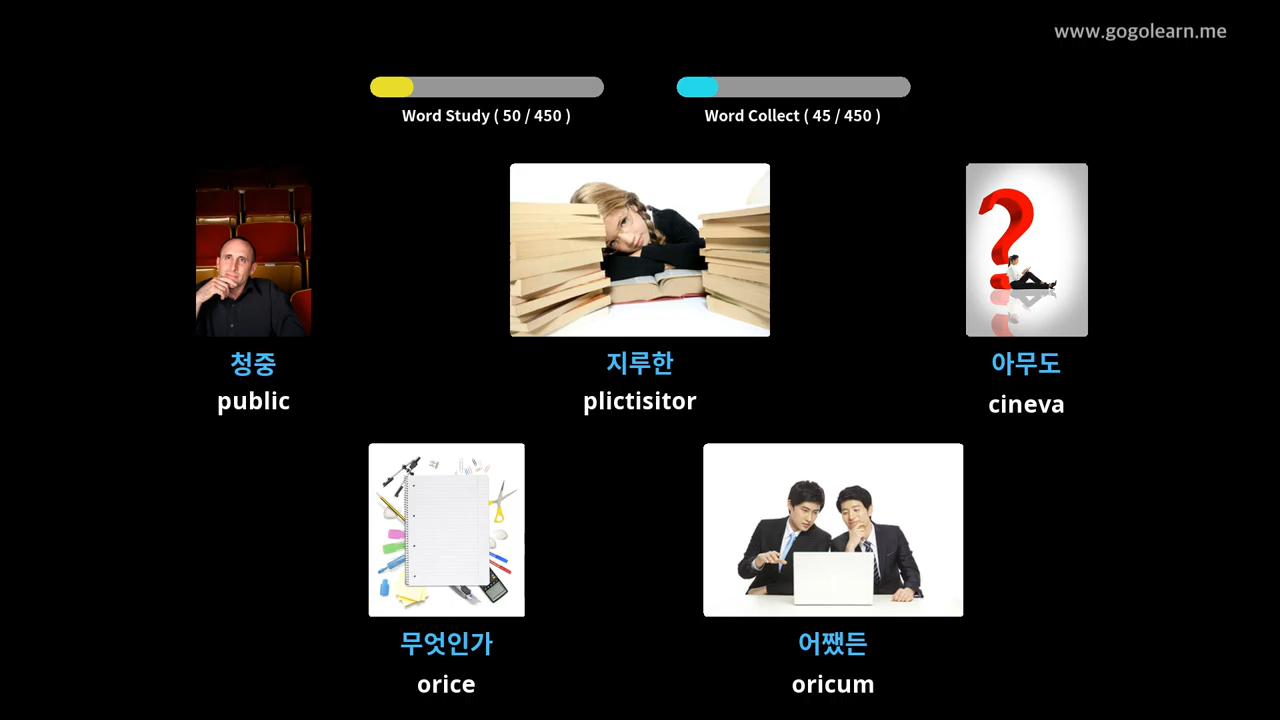 www.gogolearn.me
Word Study ( 50 / 450 )
Word Collect ( 45 / 450 )
청중
public
지루한
plictisitor
아무도
cineva
무엇인가
orice
어쨌든
oricum